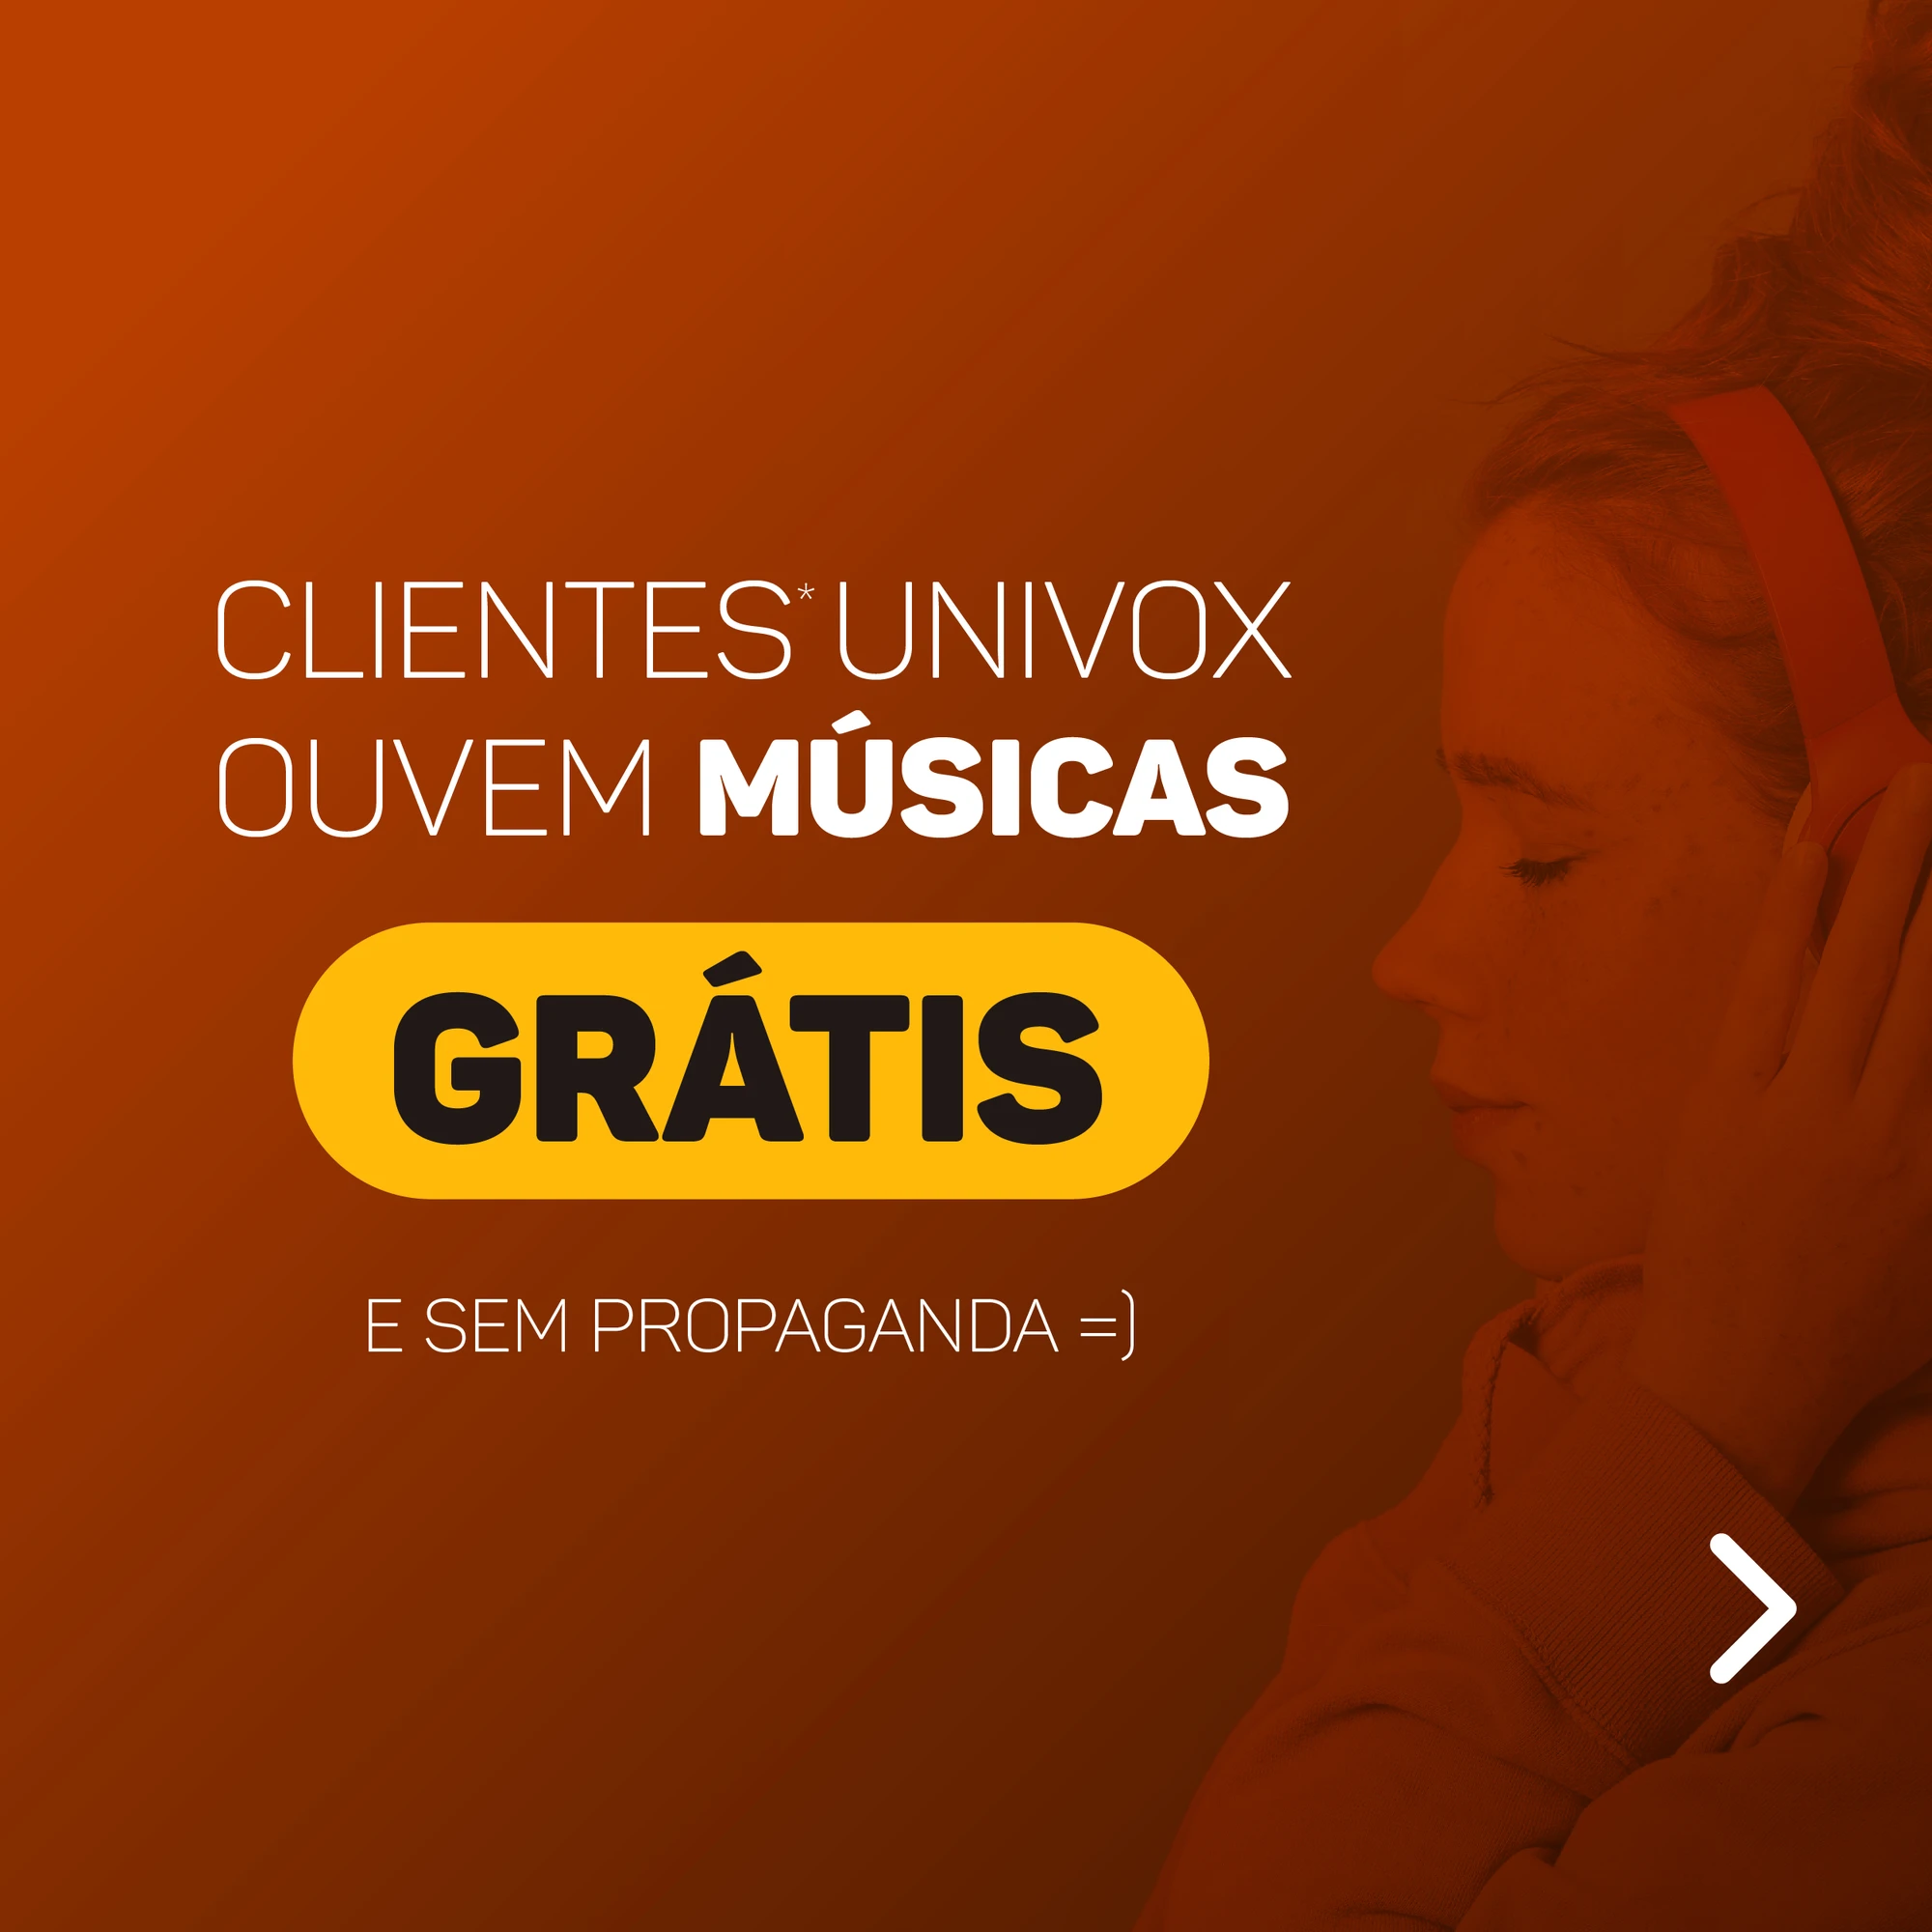 CLIENTES* UNIVOX
OUVEM MÚSICAS
GRÁTIS
E SEM PROPAGANDA =)